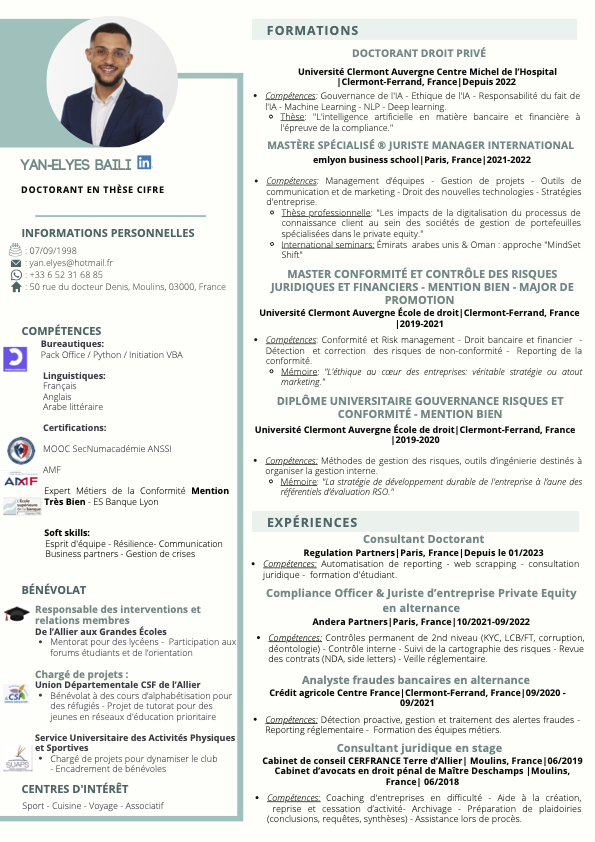 YAN-ELYES BAILI in
DOCTORANT EN THÈSE CIFRE
INFORMATIONS PERSONNELLES
: 07/09/1998
: yan.elyes@hotmail.fr
: +33 6 52 31 68 85
: 50 rue du docteur Denis, Moulins, 03000, France
COMPÉTENCES
Bureautiques:
Pack Office / Python / Initiation VBA
Linguistiques:
Français
Anglais
Arabe littéraire
Certifications:
MOOC SecNumacadémie ANSSI
AMF
AMF
Expert Métiers de la Conformité Mention
Très Bien - ES Banque Lyon
Soft skills:
Esprit d'équipe - Résilience- Communication
Business partners - Gestion de crises
BÉNÉVOLAT
Responsable des interventions et
relations membres
De l'Allier aux Grandes Écoles
• Mentorat pour des lycéens - Participation aux
forums étudiants et de l'orientation
Chargé de projets :
Union Départementale CSF de l'Allier
• Bénévolat à des cours d'alphabétisation pour
des réfugiés - Projet de tutorat pour des
jeunes en réseaux d'éducation prioritaire
CSF
Service Universitaire des Activités Physiques
et Sportives
• Chargé de projets pour dynamiser le club
- Encadrement de bénévoles
SUAPS
CENTRES D'INTÉRÊT
Sport - Cuisine - Voyage - Associatif
FORMATIONS
DOCTORANT DROIT PRIVÉ
Université Clermont Auvergne Centre Michel de l'Hospital
|Clermont-Ferrand, France|Depuis 2022
• Compétences: Gouvernance de l'IA - Ethique de l'IA - Responsabilité du fait de
l'IA - Machine Learning - NLP - Deep learning.
Thèse: "L'intelligence artificielle en matière bancaire et financière à
l'épreuve de la compliance."
MASTÈRE SPÉCIALISÉ ® JURISTE MANAGER INTERNATIONAL
emlyon business school|Paris, France|2021-2022
• Compétences: Management d'équipes - Gestion de projets - Outils de
communication et de marketing - Droit des nouvelles technologies - Stratégies
d'entreprise.
Thèse professionnelle: "Les impacts de la digitalisation du processus de
connaissance client au sein des sociétés de gestion de portefeuilles
spécialisées dans le private equity."
International seminars: Émirats arabes unis & Oman : approche "MindSet
Shift"
MASTER CONFORMITÉ ET CONTRÔLE DES RISQUES
JURIDIQUES ET FINANCIERS - MENTION BIEN - MAJOR DE
PROMOTION
Université Clermont Auvergne École de droit|Clermont-Ferrand, France
|2019-2021
• Compétences: Conformité et Risk management - Droit bancaire et financier -
Détection et correction des risques de non-conformité - Reporting de la
conformité.
Mémoire: "L'éthique au cœur des entreprises: véritable stratégie ou atout
marketing."
DIPLÔME UNIVERSITAIRE GOUVERNANCE RISQUES ET
CONFORMITÉ - MENTION BIEN
Université Clermont Auvergne École de droit|Clermont-Ferrand, France
|2019-2020
• Compétences: Méthodes de gestion des risques, outils d'ingénierie destinés à
organiser la gestion interne.
Mémoire: "La stratégie de développement durable de l'entreprise à l'aune des
référentiels d'évaluation RSO."
EXPÉRIENCES
Consultant Doctorant
Regulation Partners|Paris, France|Depuis le 01/2023
• Compétences: Automatisation de reporting - web scrapping - consultation
juridique - formation d'étudiant.
Compliance Officer & Juriste d'entreprise Private Equity
en alternance
Andera Partners|Paris, France|10/2021-09/2022
• Compétences: Contrôles permanent de 2nd niveau (KYC, LCB/FT, corruption,
déontologie) - Contrôle interne - Suivi de la cartographie des risques - Revue
des contrats (NDA, side letters) - Veille réglementaire.
Analyste fraudes bancaires en alternance
Crédit agricole Centre France|Clermont-Ferrand, France|09/2020 -
09/2021
• Compétences: Détection proactive, gestion et traitement des alertes fraudes -
Reporting réglementaire - Formation des équipes métiers.
Consultant juridique en stage
Cabinet de conseil CERFRANCE Terre d'Allier| Moulins, France|06/2019
Cabinet d'avocats en droit pénal de Maître Deschamps |Moulins,
France| 06/2018
• Compétences: Coaching d'entreprises en difficulté - Aide à la création,
reprise et cessation d'activité- Archivage - Préparation de plaidoiries
(conclusions, requêtes, synthèses) - Assistance lors de procès.